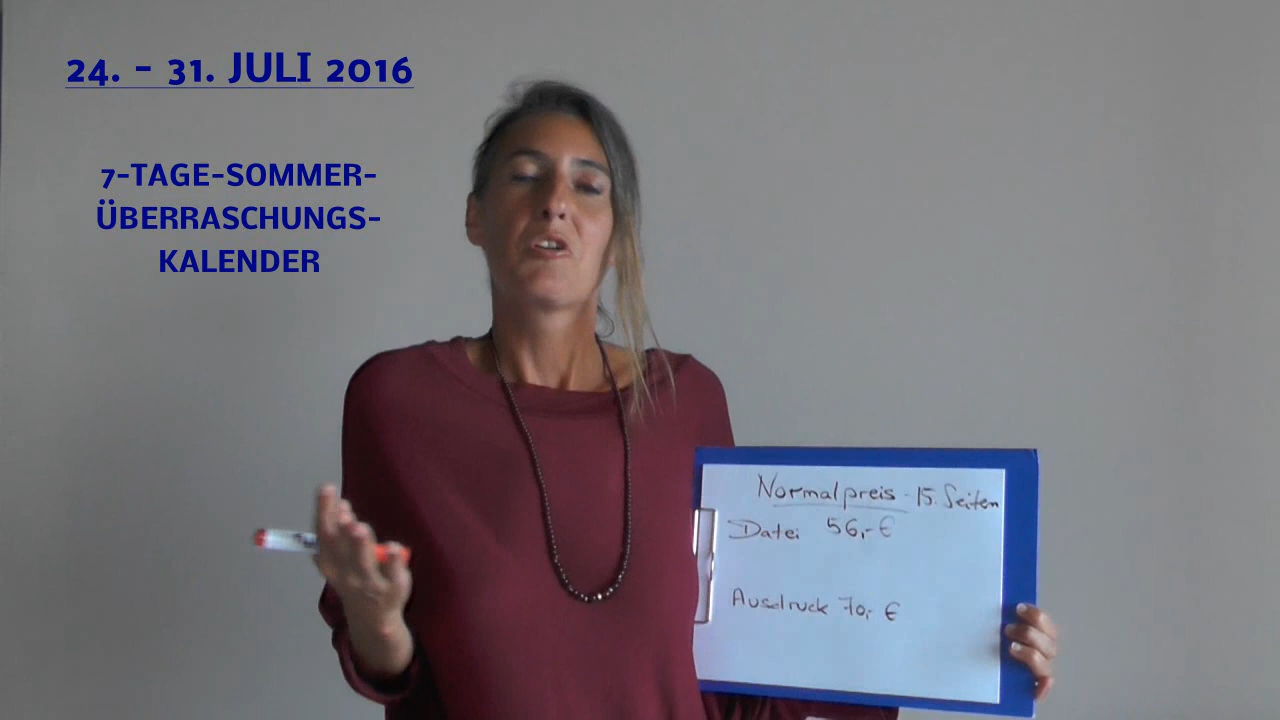 24. - 31. JULI 2016
7-TAGE-SOMMER-
ÜBERRASCHUNGS-
KALENDER
Normalpreis - 15 Seiten
Datei 56,- €
Ausdruck 70,- €